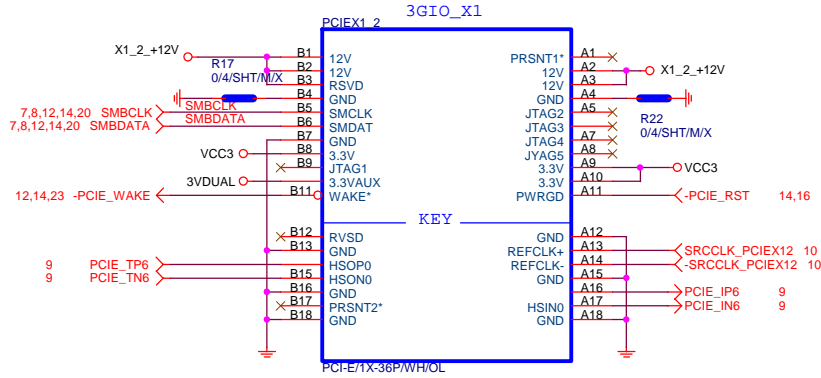 3GIO_X1
PCIEX1_2
X1_2_+12V B1 12V PRSNT1* A1
R17 B2 12V 12V A2 X1_2_+12V
0/4/SHT/M/X B3 RSVD 12V A3
B4 GND GND A4
7,8,12,14,20 SMBCLK SMBCLK B5 SMCLK JTAG2 A5 R22
7,8,12,14,20 SMBDATA SMBDATA B6 SMDAT JTAG3 A6 0/4/SHT/M/X
B7 GND JTAG4 A7
VCC3 B8 3.3V JYAG5 A8
B9 JTAG1 3.3V A9 VCC3
3VDUAL 3.3VAUX 3.3V A10
12,14,23 -PCIE_WAKE B11 WAKE* PWRGD A11 -PCIE_RST 14,16
KEY
B12 RVSD GND A12
B13 GND REFCLK+ A13 SRCCLK_PCIEX12 10
9 PCIE_TP6 B14 HSOP0 REFCLK- A14 -SRCCLK_PCIEX12 10
9 PCIE_TN6 B15 HSON0 GND A15
B16 GND A16 PCIE_IP6 9
B17 PRSNT2* HSIN0 A17 PCIE_IN6 9
B18 GND GND A18
PCI-E/1X-36P/WH/OL